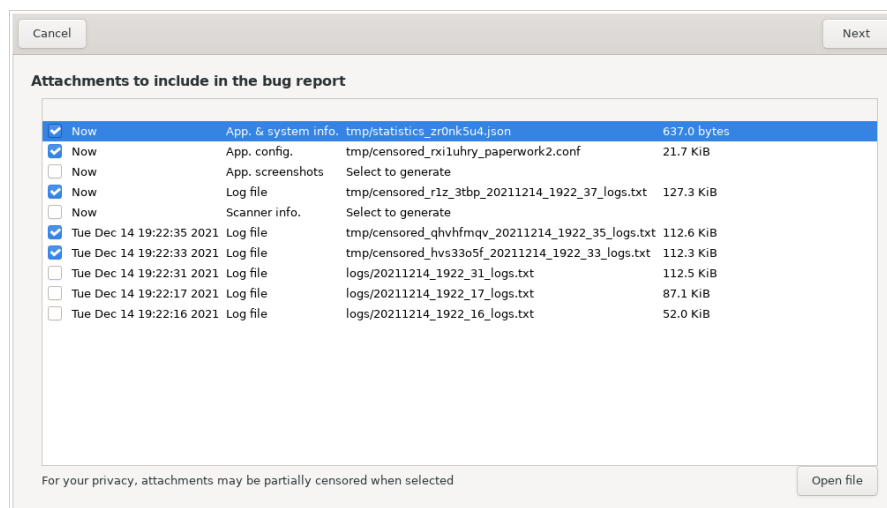 Cancel Next
Attachments to include in the bug report
Now App. & system info. tmp/statistics_zr0nk5u4.json 637.0 bytes
Now App. config. tmp/censored_rxi1uhry_paperwork2.conf 21.7 KiB
Now App. screenshots Select to generate
Now Log file tmp/censored_r1z_3tbp_20211214_1922_37_logs.txt 127.3 KiB
Now Scanner info. Select to generate
Tue Dec 14 19:22:35 2021 Log file tmp/censored_qhvhfmqv_20211214_1922_35_logs.txt 112.6 KiB
Tue Dec 14 19:22:33 2021 Log file tmp/censored_hvs33o5f_20211214_1922_33_logs.txt 112.3 KiB
Tue Dec 14 19:22:31 2021 Log file logs/20211214_1922_31_logs.txt 112.5 KiB
Tue Dec 14 19:22:17 2021 Log file logs/20211214_1922_17_logs.txt 87.1 KiB
Tue Dec 14 19:22:16 2021 Log file logs/20211214_1922_16_logs.txt 52.0 KiB
For your privacy, attachments may be partially censored when selected Open file